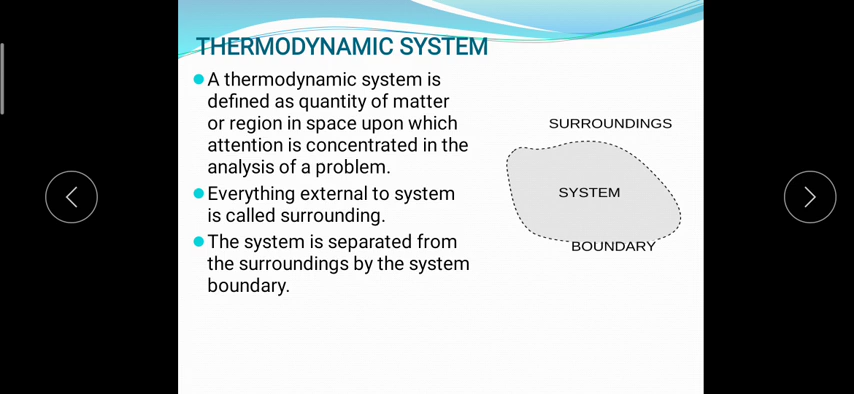 THERMODYNAMIC SYSTEM
A thermodynamic system is
defined as quantity of matter
or region in space upon which
attention is concentrated in the
analysis of a problem.
Everything external to system
is called surrounding.
The system is separated from
the surroundings by the system
boundary.
SURROUNDINGS
SYSTEM
BOUNDARY